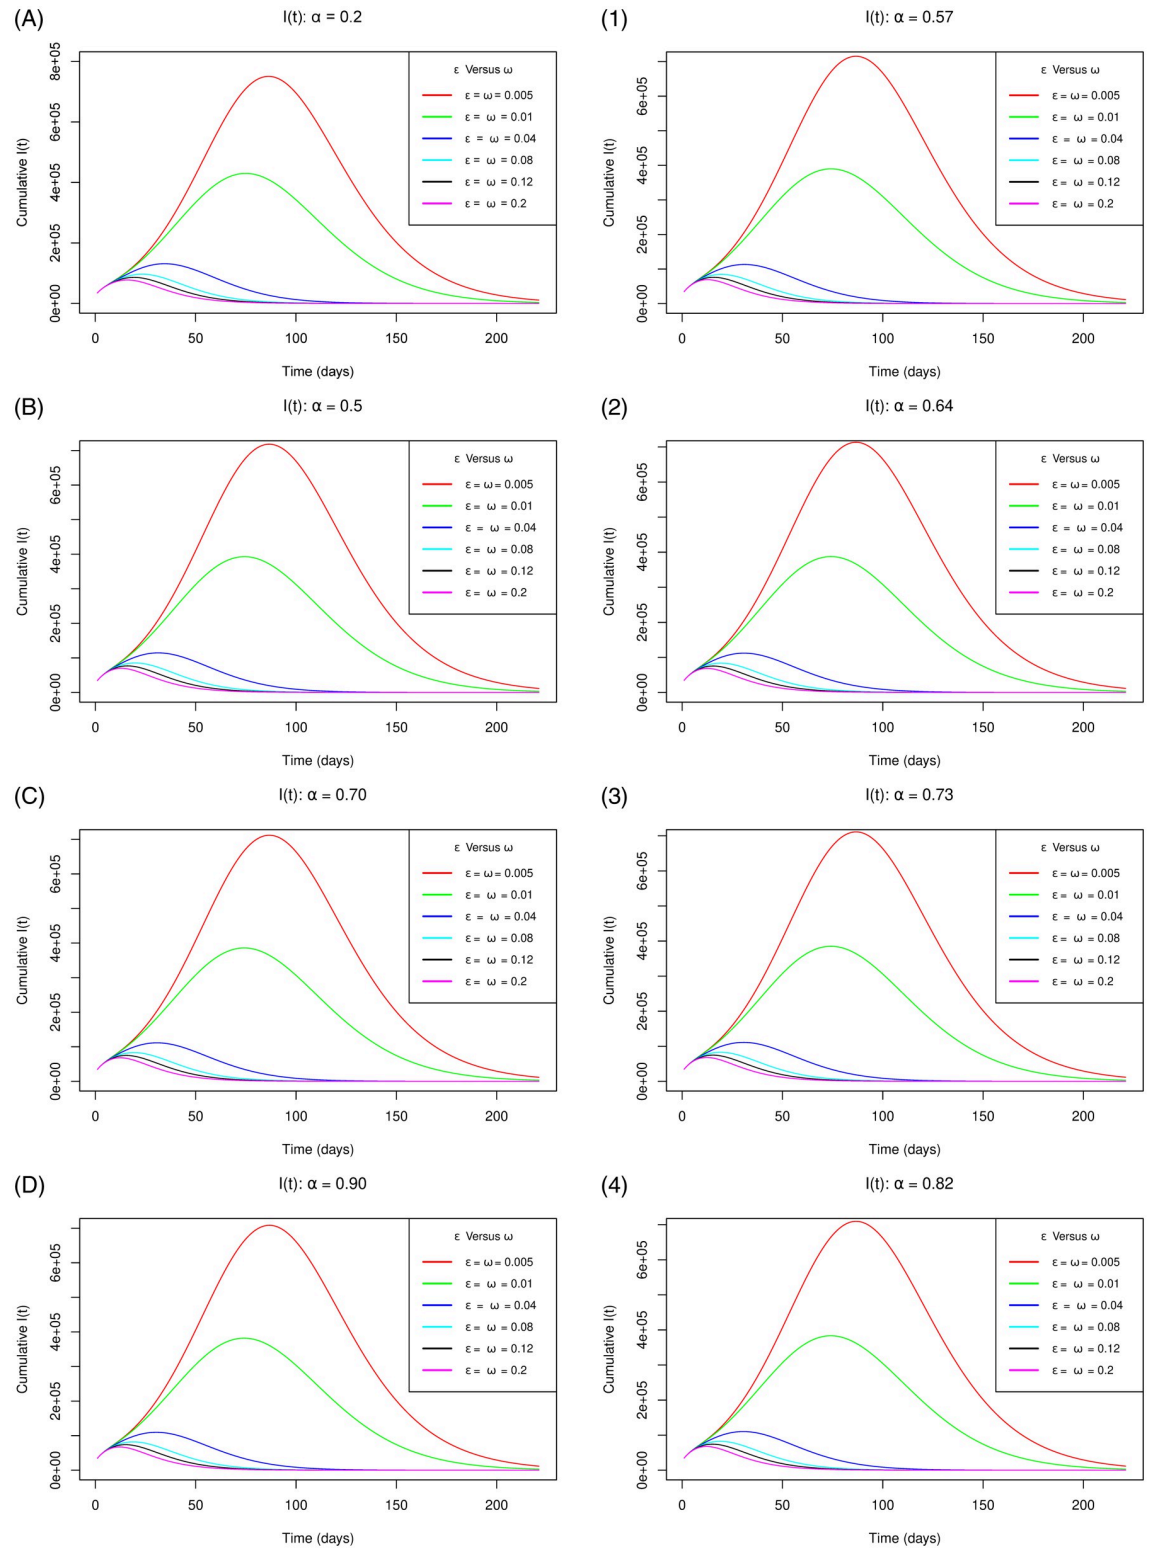 (A)
I(t): α = 0.2
Cumulative I(t)
0e+00 2e+05 4e+05 6e+05 8e+05
ε Versus ω
ε = ω = 0.005
ε = ω = 0.01
ε = ω = 0.04
ε = ω = 0.08
ε = ω = 0.12
ε = ω = 0.2
0 50 100 150 200
Time (days)
(1)
I(t): α = 0.57
Cumulative I(t)
0e+00 2e+05 4e+05 6e+05
ε Versus ω
ε = ω = 0.005
ε = ω = 0.01
ε = ω = 0.04
ε = ω = 0.08
ε = ω = 0.12
ε = ω = 0.2
0 50 100 150 200
Time (days)
(B)
I(t): α = 0.5
Cumulative I(t)
0e+00 2e+05 4e+05 6e+05
ε Versus ω
ε = ω = 0.005
ε = ω = 0.01
ε = ω = 0.04
ε = ω = 0.08
ε = ω = 0.12
ε = ω = 0.2
0 50 100 150 200
Time (days)
(2)
I(t): α = 0.64
Cumulative I(t)
0e+00 2e+05 4e+05 6e+05
ε Versus ω
ε = ω = 0.005
ε = ω = 0.01
ε = ω = 0.04
ε = ω = 0.08
ε = ω = 0.12
ε = ω = 0.2
0 50 100 150 200
Time (days)
(C)
I(t): α = 0.70
Cumulative I(t)
0e+00 2e+05 4e+05 6e+05
ε Versus ω
ε = ω = 0.005
ε = ω = 0.01
ε = ω = 0.04
ε = ω = 0.08
ε = ω = 0.12
ε = ω = 0.2
0 50 100 150 200
Time (days)
(3)
I(t): α = 0.73
Cumulative I(t)
0e+00 2e+05 4e+05 6e+05
ε Versus ω
ε = ω = 0.005
ε = ω = 0.01
ε = ω = 0.04
ε = ω = 0.08
ε = ω = 0.12
ε = ω = 0.2
0 50 100 150 200
Time (days)
(D)
I(t): α = 0.90
Cumulative I(t)
0e+00 2e+05 4e+05 6e+05
ε Versus ω
ε = ω = 0.005
ε = ω = 0.01
ε = ω = 0.04
ε = ω = 0.08
ε = ω = 0.12
ε = ω = 0.2
0 50 100 150 200
Time (days)
(4)
I(t): α = 0.82
Cumulative I(t)
0e+00 2e+05 4e+05 6e+05
ε Versus ω
ε = ω = 0.005
ε = ω = 0.01
ε = ω = 0.04
ε = ω = 0.08
ε = ω = 0.12
ε = ω = 0.2
0 50 100 150 200
Time (days)